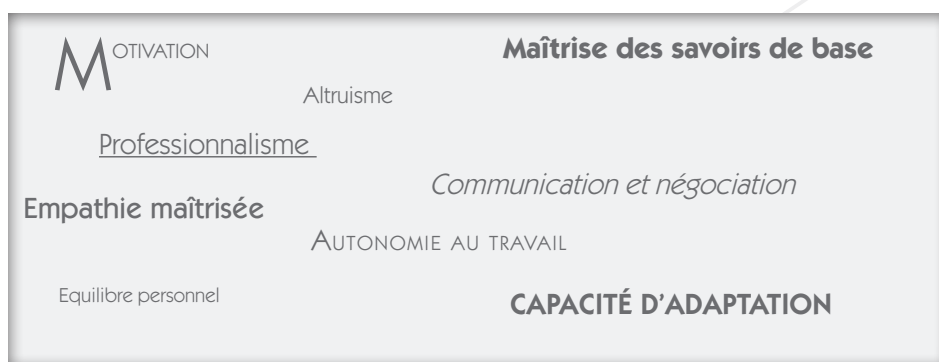 MOTIVATION
Maîtrise des savoirs de base
Altruisme
Professionnalisme
Communication et négociation
Empathie maîtrisée
AUTONOMIE AU TRAVAIL
Equilibre personnel
CAPACITÉ D’ADAPTATION